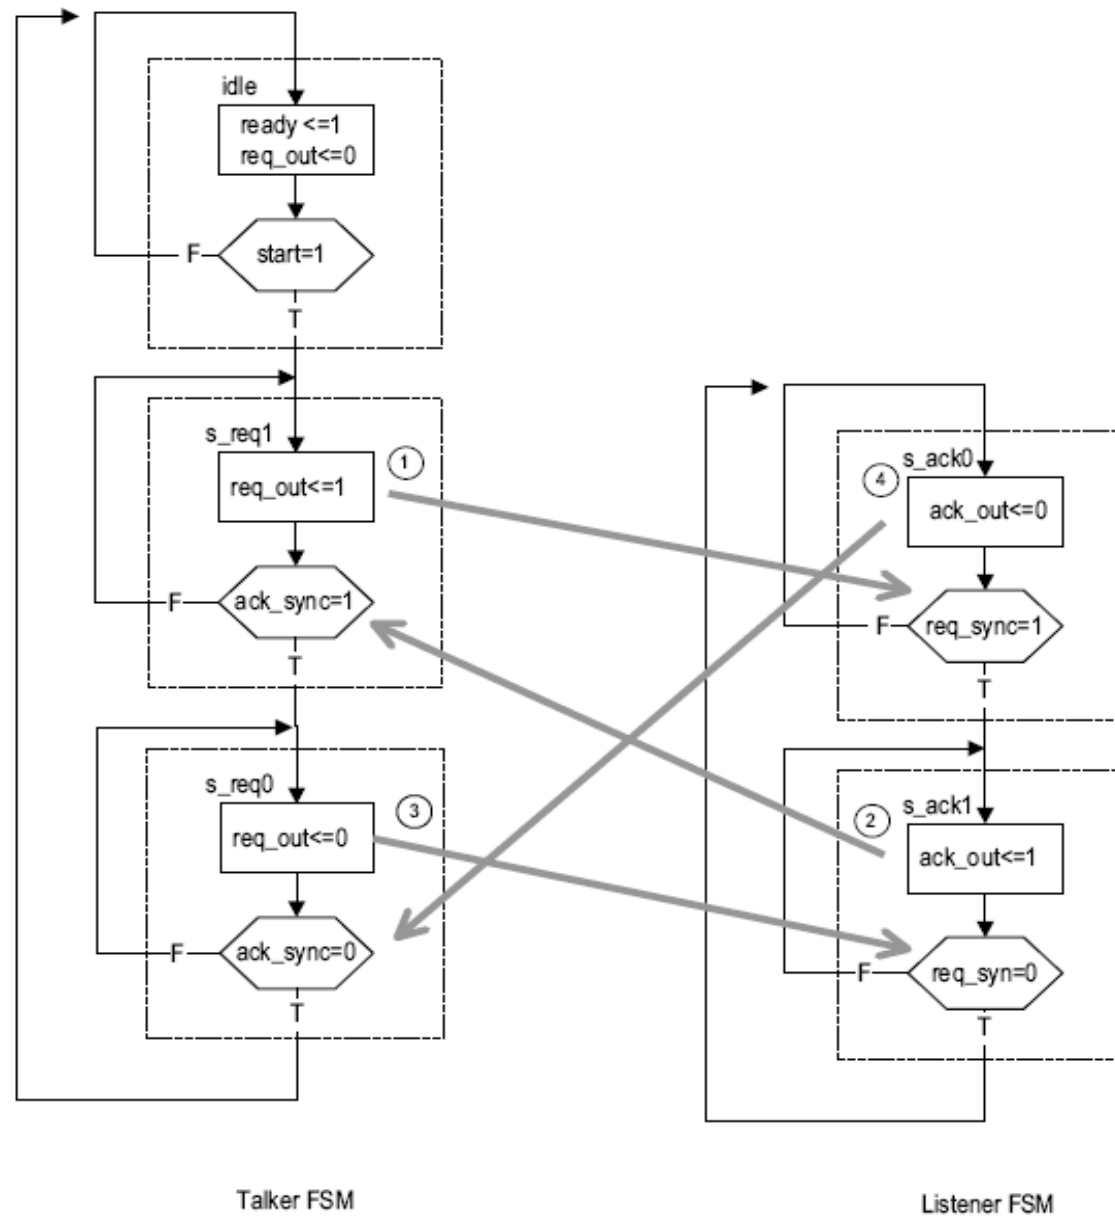 idle
ready <=1
req_out<=0
start=1
F
T
s_req1
req_out<=1
1
ack_sync=1
F
T
s_req0
req_out<=0
3
ack_sync=0
F
T
Talker FSM
s_ack0
4
ack_out<=0
req_sync=1
F
T
s_ack1
2
ack_out<=1
req_syn=0
F
T
Listener FSM